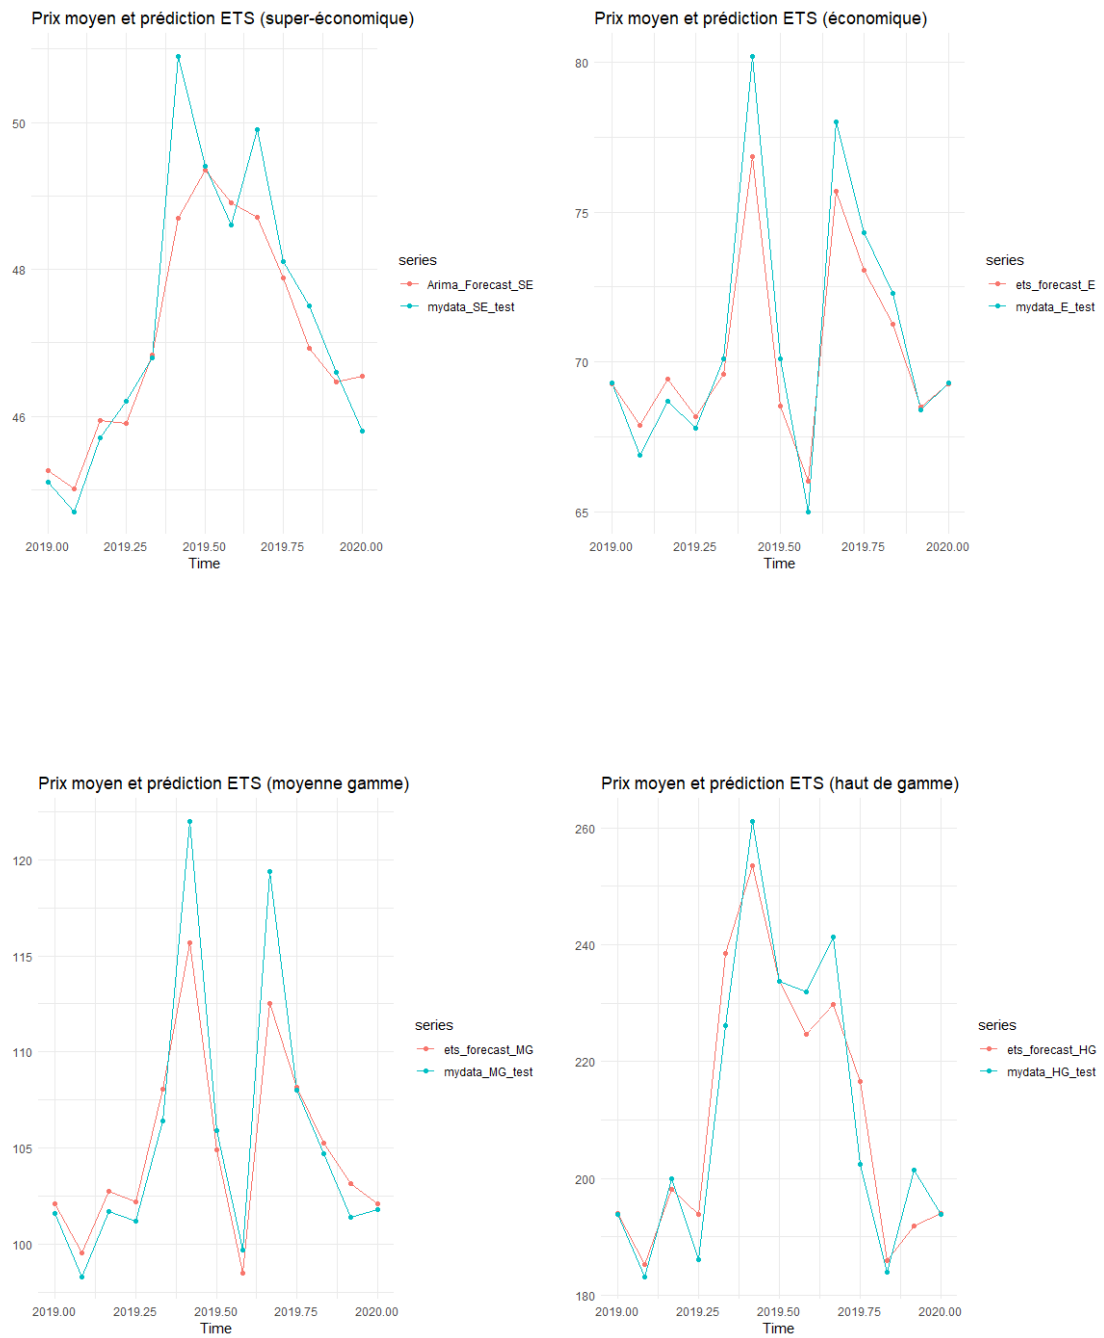 Prix moyen et prédiction ETS (super-économique)
50
48
46
2019.00 2019.25 2019.50 2019.75 2020.00
Time
series
Arima_Forecast_SE
mydata_SE_test
Prix moyen et prédiction ETS (économique)
80
75
70
65
2019.00 2019.25 2019.50 2019.75 2020.00
Time
series
ets_forecast_E
mydata_E_test
Prix moyen et prédiction ETS (moyenne gamme)
120
115
110
105
100
2019.00 2019.25 2019.50 2019.75 2020.00
Time
series
ets_forecast_MG
mydata_MG_test
Prix moyen et prédiction ETS (haut de gamme)
260
240
220
200
180
2019.00 2019.25 2019.50 2019.75 2020.00
Time
series
ets_forecast_HG
mydata_HG_test